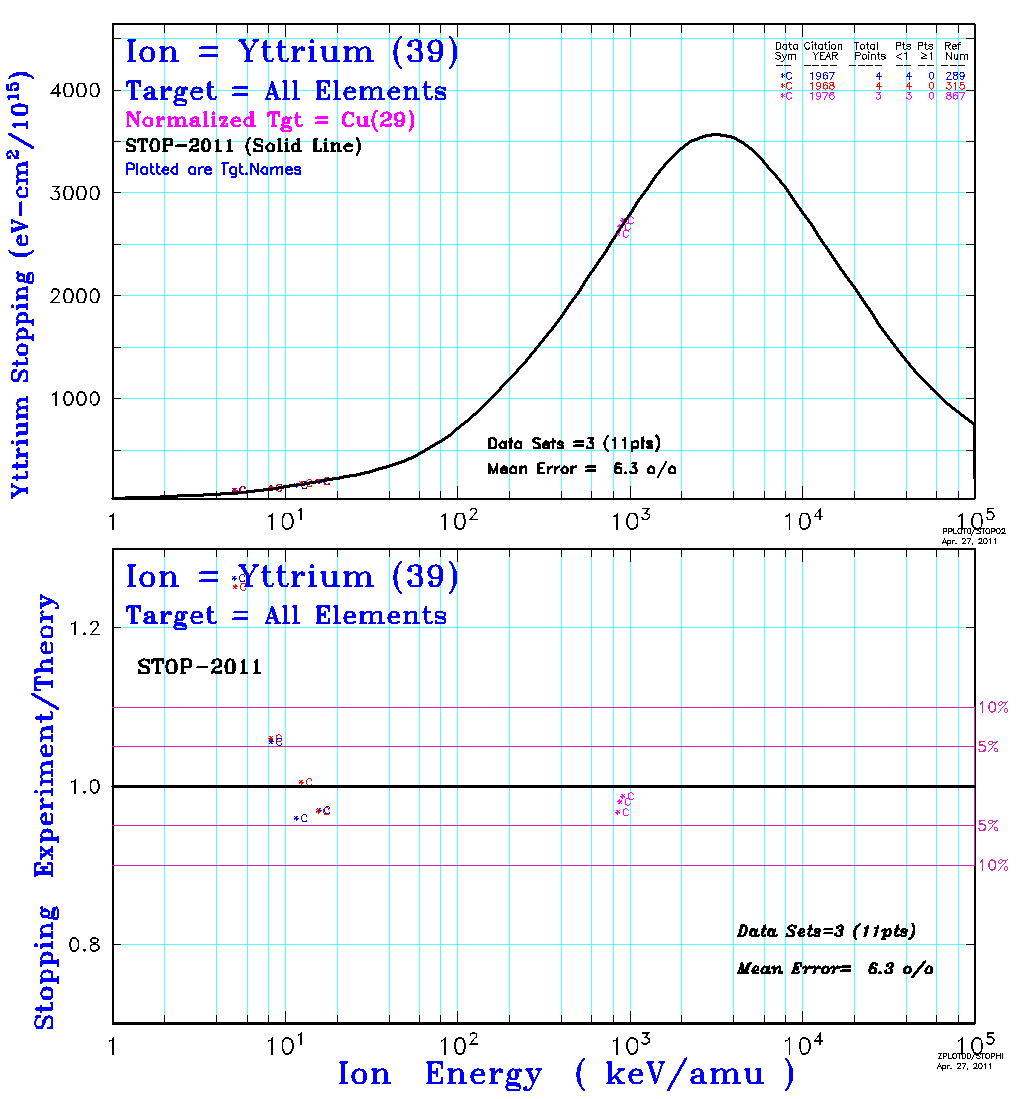 Ion = Yttrium (39)
Target = All Elements
Normalized Tgt = Cu(29)
STOP-2011 (Solid Line)
Plotted are Tgt.Names
Data Citation Total Pts Pts Ref
Sym YEAR Points <1 ≥1 Num
*C 1967 4 4 0 289
*C 1968 4 4 0 315
*C 1976 3 3 0 867
Yttrium Stopping (eV-cm²/10¹⁵)
4000
3000
2000
1000
*C
Data Sets =3 (11pts)
Mean Error = 6.3 o/o
1 10¹ 10² 10³ 10⁴ 10⁵
PPLOTQ/STOPO2
Apr. 27, 2011
Ion = Yttrium (39)
Target = All Elements
STOP-2011
Stopping Experiment/Theory
1.2
1.0
0.8
10%
5%
5%
10%
*C
Data Sets=3 (11pts)
Mean Error= 6.3 o/o
1 10¹ 10² 10³ 10⁴ 10⁵
ZPLOTQD/STOPHI
Apr. 27, 2011
Ion Energy ( keV/amu )